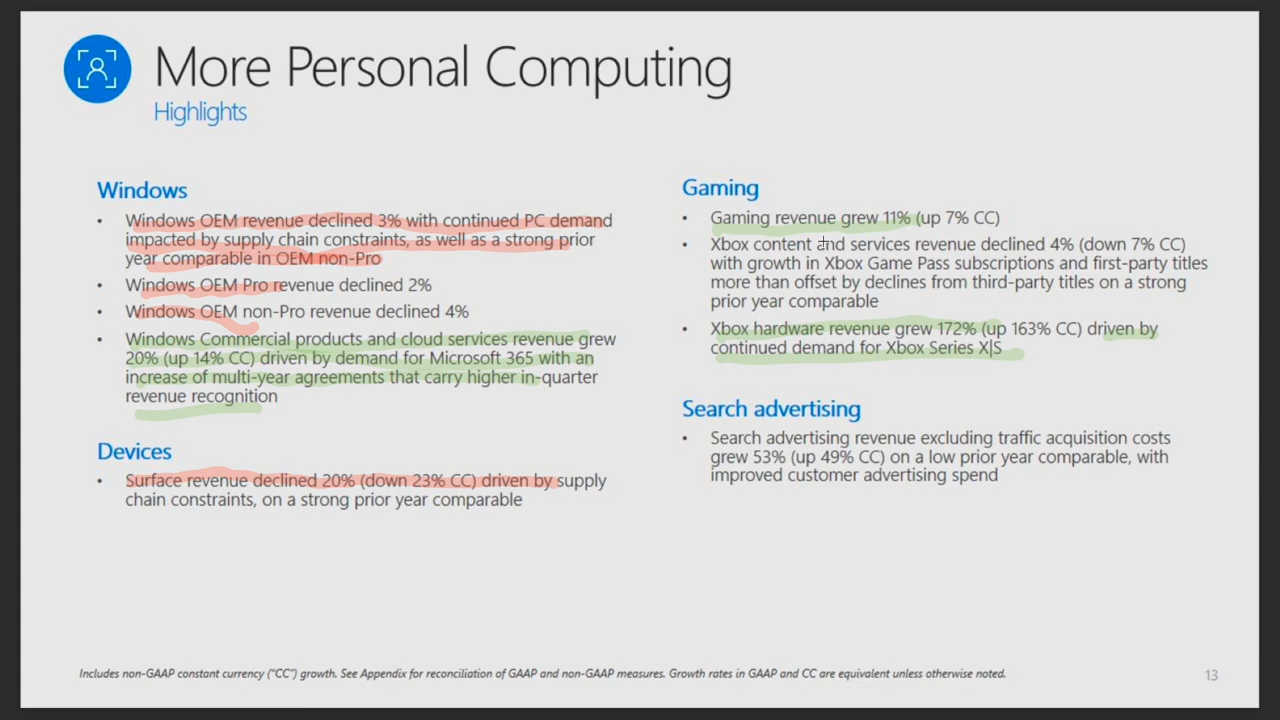 More Personal Computing
Highlights
Windows
• Windows OEM revenue declined 3% with continued PC demand
impacted by supply chain constraints, as well as a strong prior
year comparable in OEM non-Pro
• Windows OEM Pro revenue declined 2%
• Windows OEM non-Pro revenue declined 4%
• Windows Commercial products and cloud services revenue grew
20% (up 14% CC) driven by demand for Microsoft 365 with an
increase of multi-year agreements that carry higher in-quarter
revenue recognition
Devices
• Surface revenue declined 20% (down 23% CC) driven by supply
chain constraints, on a strong prior year comparable
Gaming
• Gaming revenue grew 11% (up 7% CC)
• Xbox content and services revenue declined 4% (down 7% CC)
with growth in Xbox Game Pass subscriptions and first-party titles
more than offset by declines from third-party titles on a strong
prior year comparable
• Xbox hardware revenue grew 172% (up 163% CC) driven by
continued demand for Xbox Series X|S
Search advertising
• Search advertising revenue excluding traffic acquisition costs
grew 53% (up 49% CC) on a low prior year comparable, with
improved customer advertising spend
Includes non-GAAP constant currency ("CC") growth. See Appendix for reconciliation of GAAP and non-GAAP measures. Growth rates in GAAP and CC are equivalent unless otherwise noted.
13